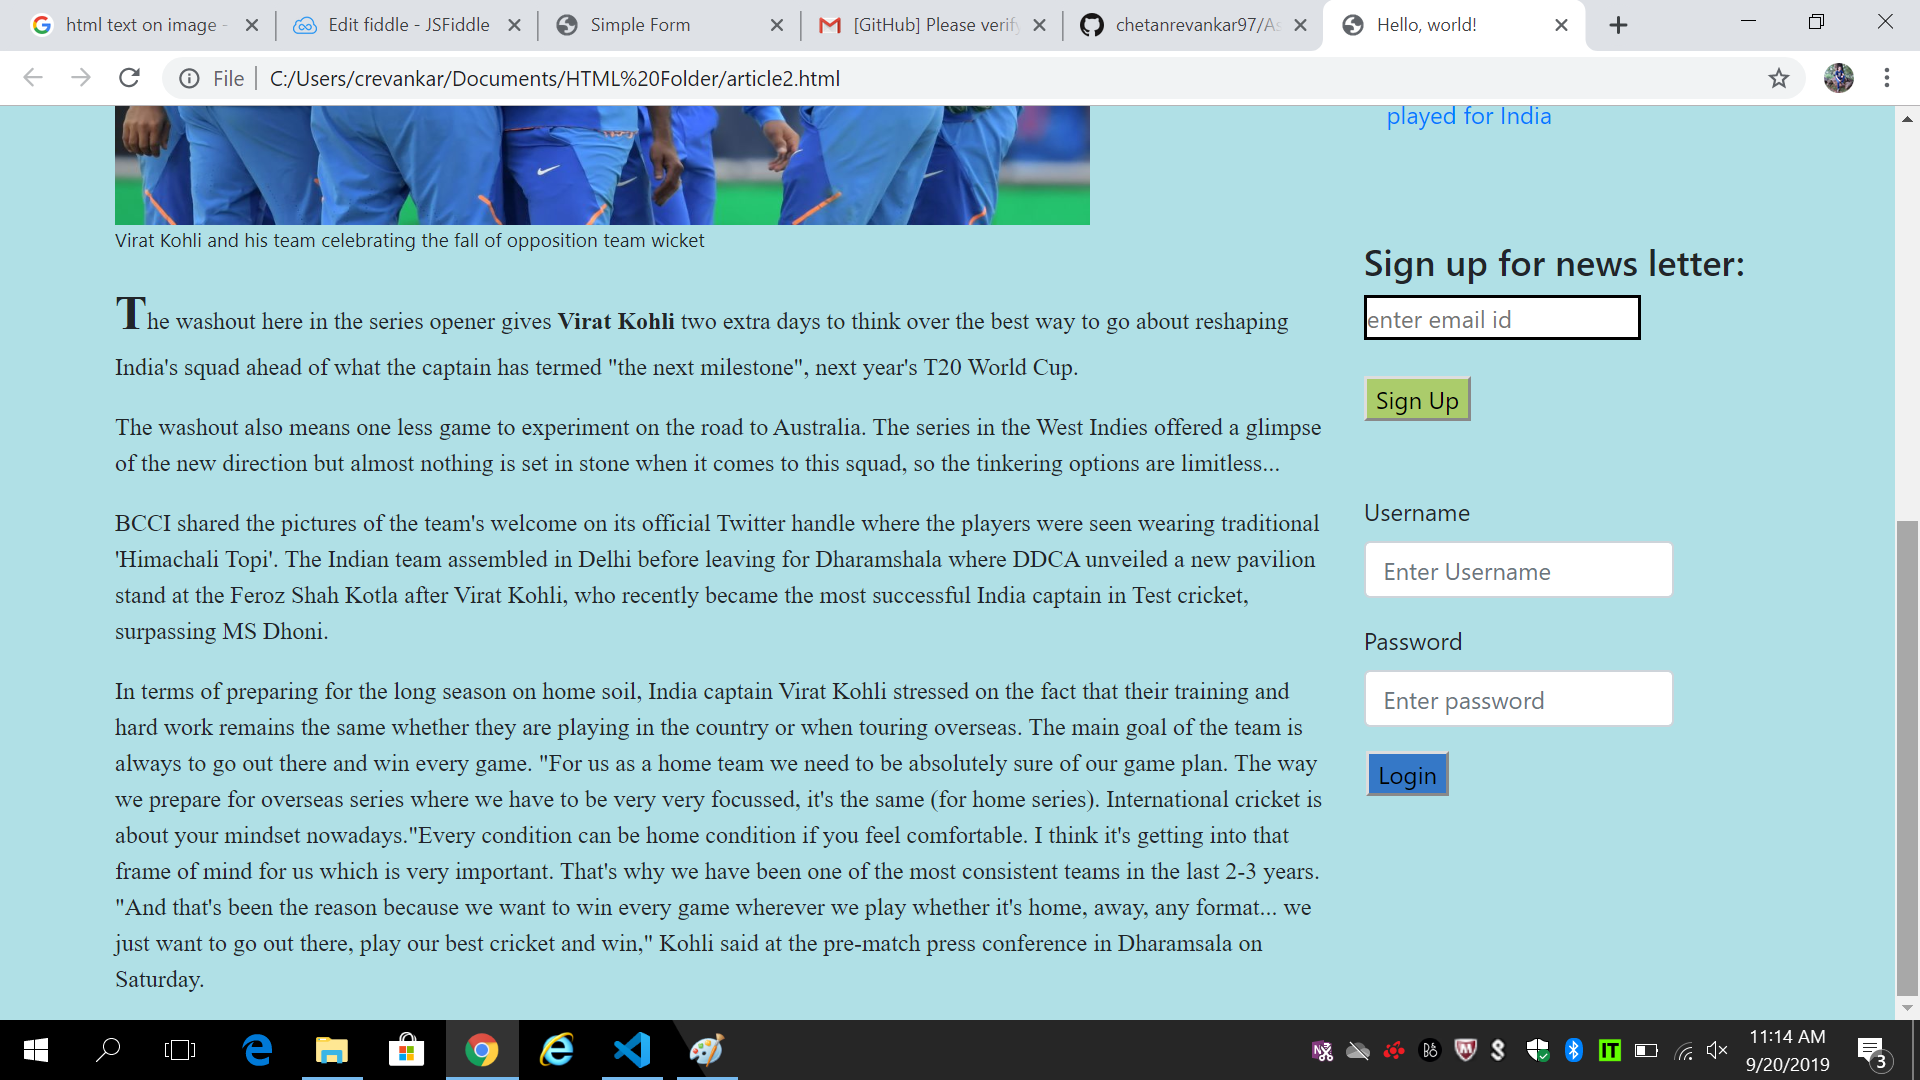 html text on image -
Edit fiddle - JSFiddle
Simple Form
[GitHub] Please verify
chetanrevankar97/As
Hello, world!
File
C:/Users/crevankar/Documents/HTML%20Folder/article2.html
Virat Kohli and his team celebrating the fall of opposition team wicket
The washout here in the series opener gives Virat Kohli two extra days to think over the best way to go about reshaping
India's squad ahead of what the captain has termed "the next milestone", next year's T20 World Cup.
The washout also means one less game to experiment on the road to Australia. The series in the West Indies offered a glimpse
of the new direction but almost nothing is set in stone when it comes to this squad, so the tinkering options are limitless...
BCCI shared the pictures of the team's welcome on its official Twitter handle where the players were seen wearing traditional
'Himachali Topi'. The Indian team assembled in Delhi before leaving for Dharamshala where DDCA unveiled a new pavilion
stand at the Feroz Shah Kotla after Virat Kohli, who recently became the most successful India captain in Test cricket,
surpassing MS Dhoni.
In terms of preparing for the long season on home soil, India captain Virat Kohli stressed on the fact that their training and
hard work remains the same whether they are playing in the country or when touring overseas. The main goal of the team is
always to go out there and win every game. "For us as a home team we need to be absolutely sure of our game plan. The way
we prepare for overseas series where we have to be very very focussed, it's the same (for home series). International cricket is
about your mindset nowadays."Every condition can be home condition if you feel comfortable. I think it's getting into that
frame of mind for us which is very important. That's why we have been one of the most consistent teams in the last 2-3 years.
"And that's been the reason because we want to win every game wherever we play whether it's home, away, any format... we
just want to go out there, play our best cricket and win," Kohli said at the pre-match press conference in Dharamsala on
Saturday.
played for India
Sign up for news letter:
enter email id
Sign Up
Username
Enter Username
Password
Enter password
Login
11:14 AM
9/20/2019
3